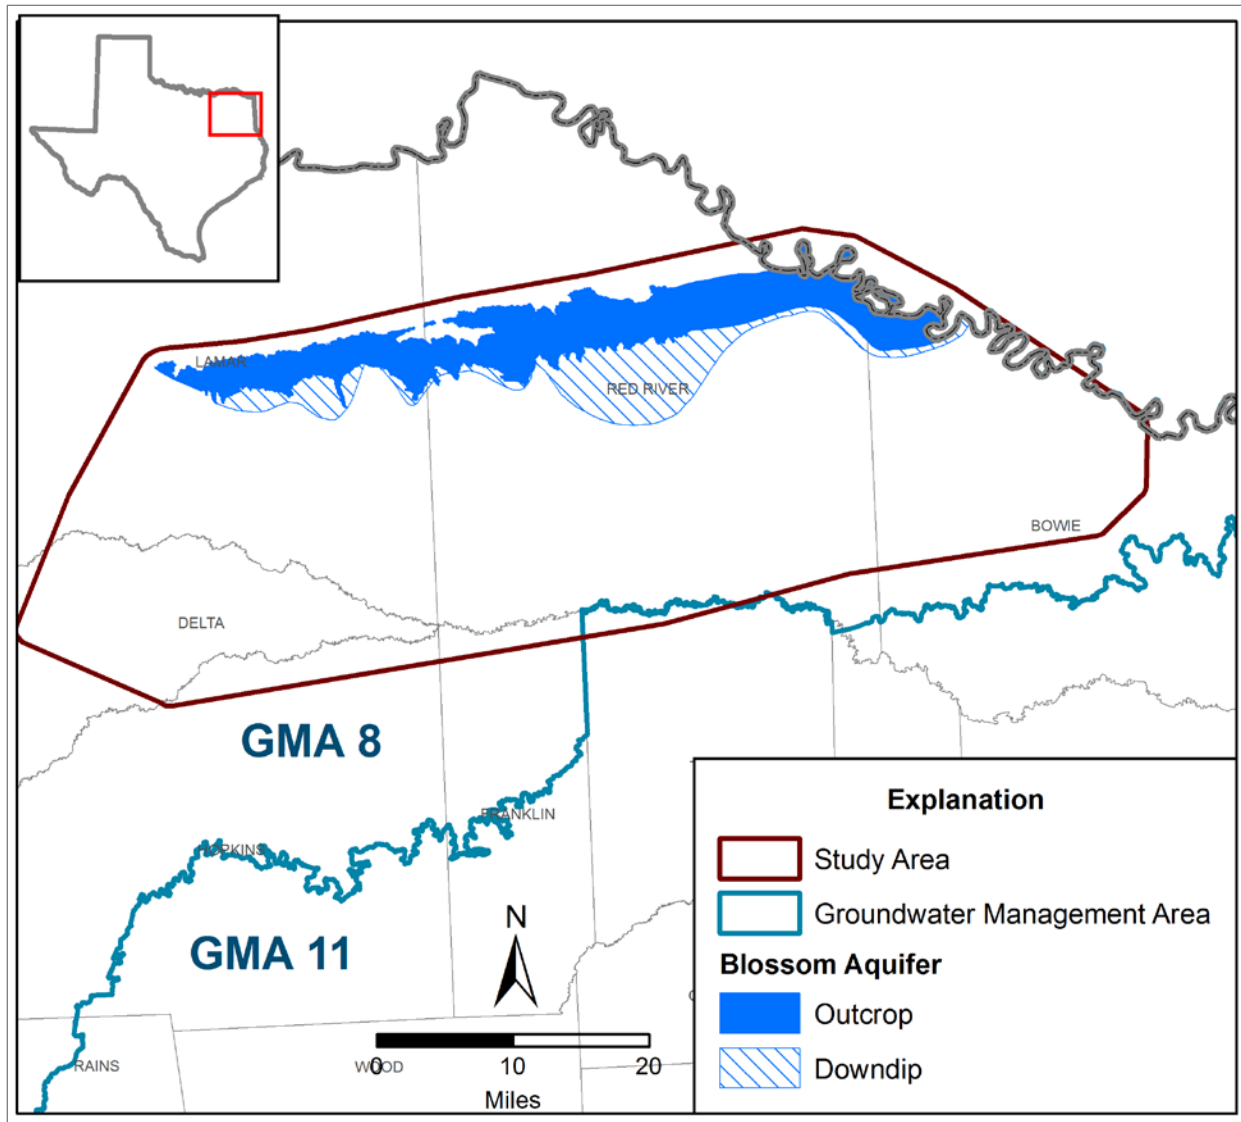 LAMAR
RED RIVER
BOWIE
DELTA
GMA 8
FRANKLIN
HOPKINS
GMA 11
N
RAINS
WOOD
0 10 20
Miles
Explanation
Study Area
Groundwater Management Area
Blossom Aquifer
Outcrop
Downdip